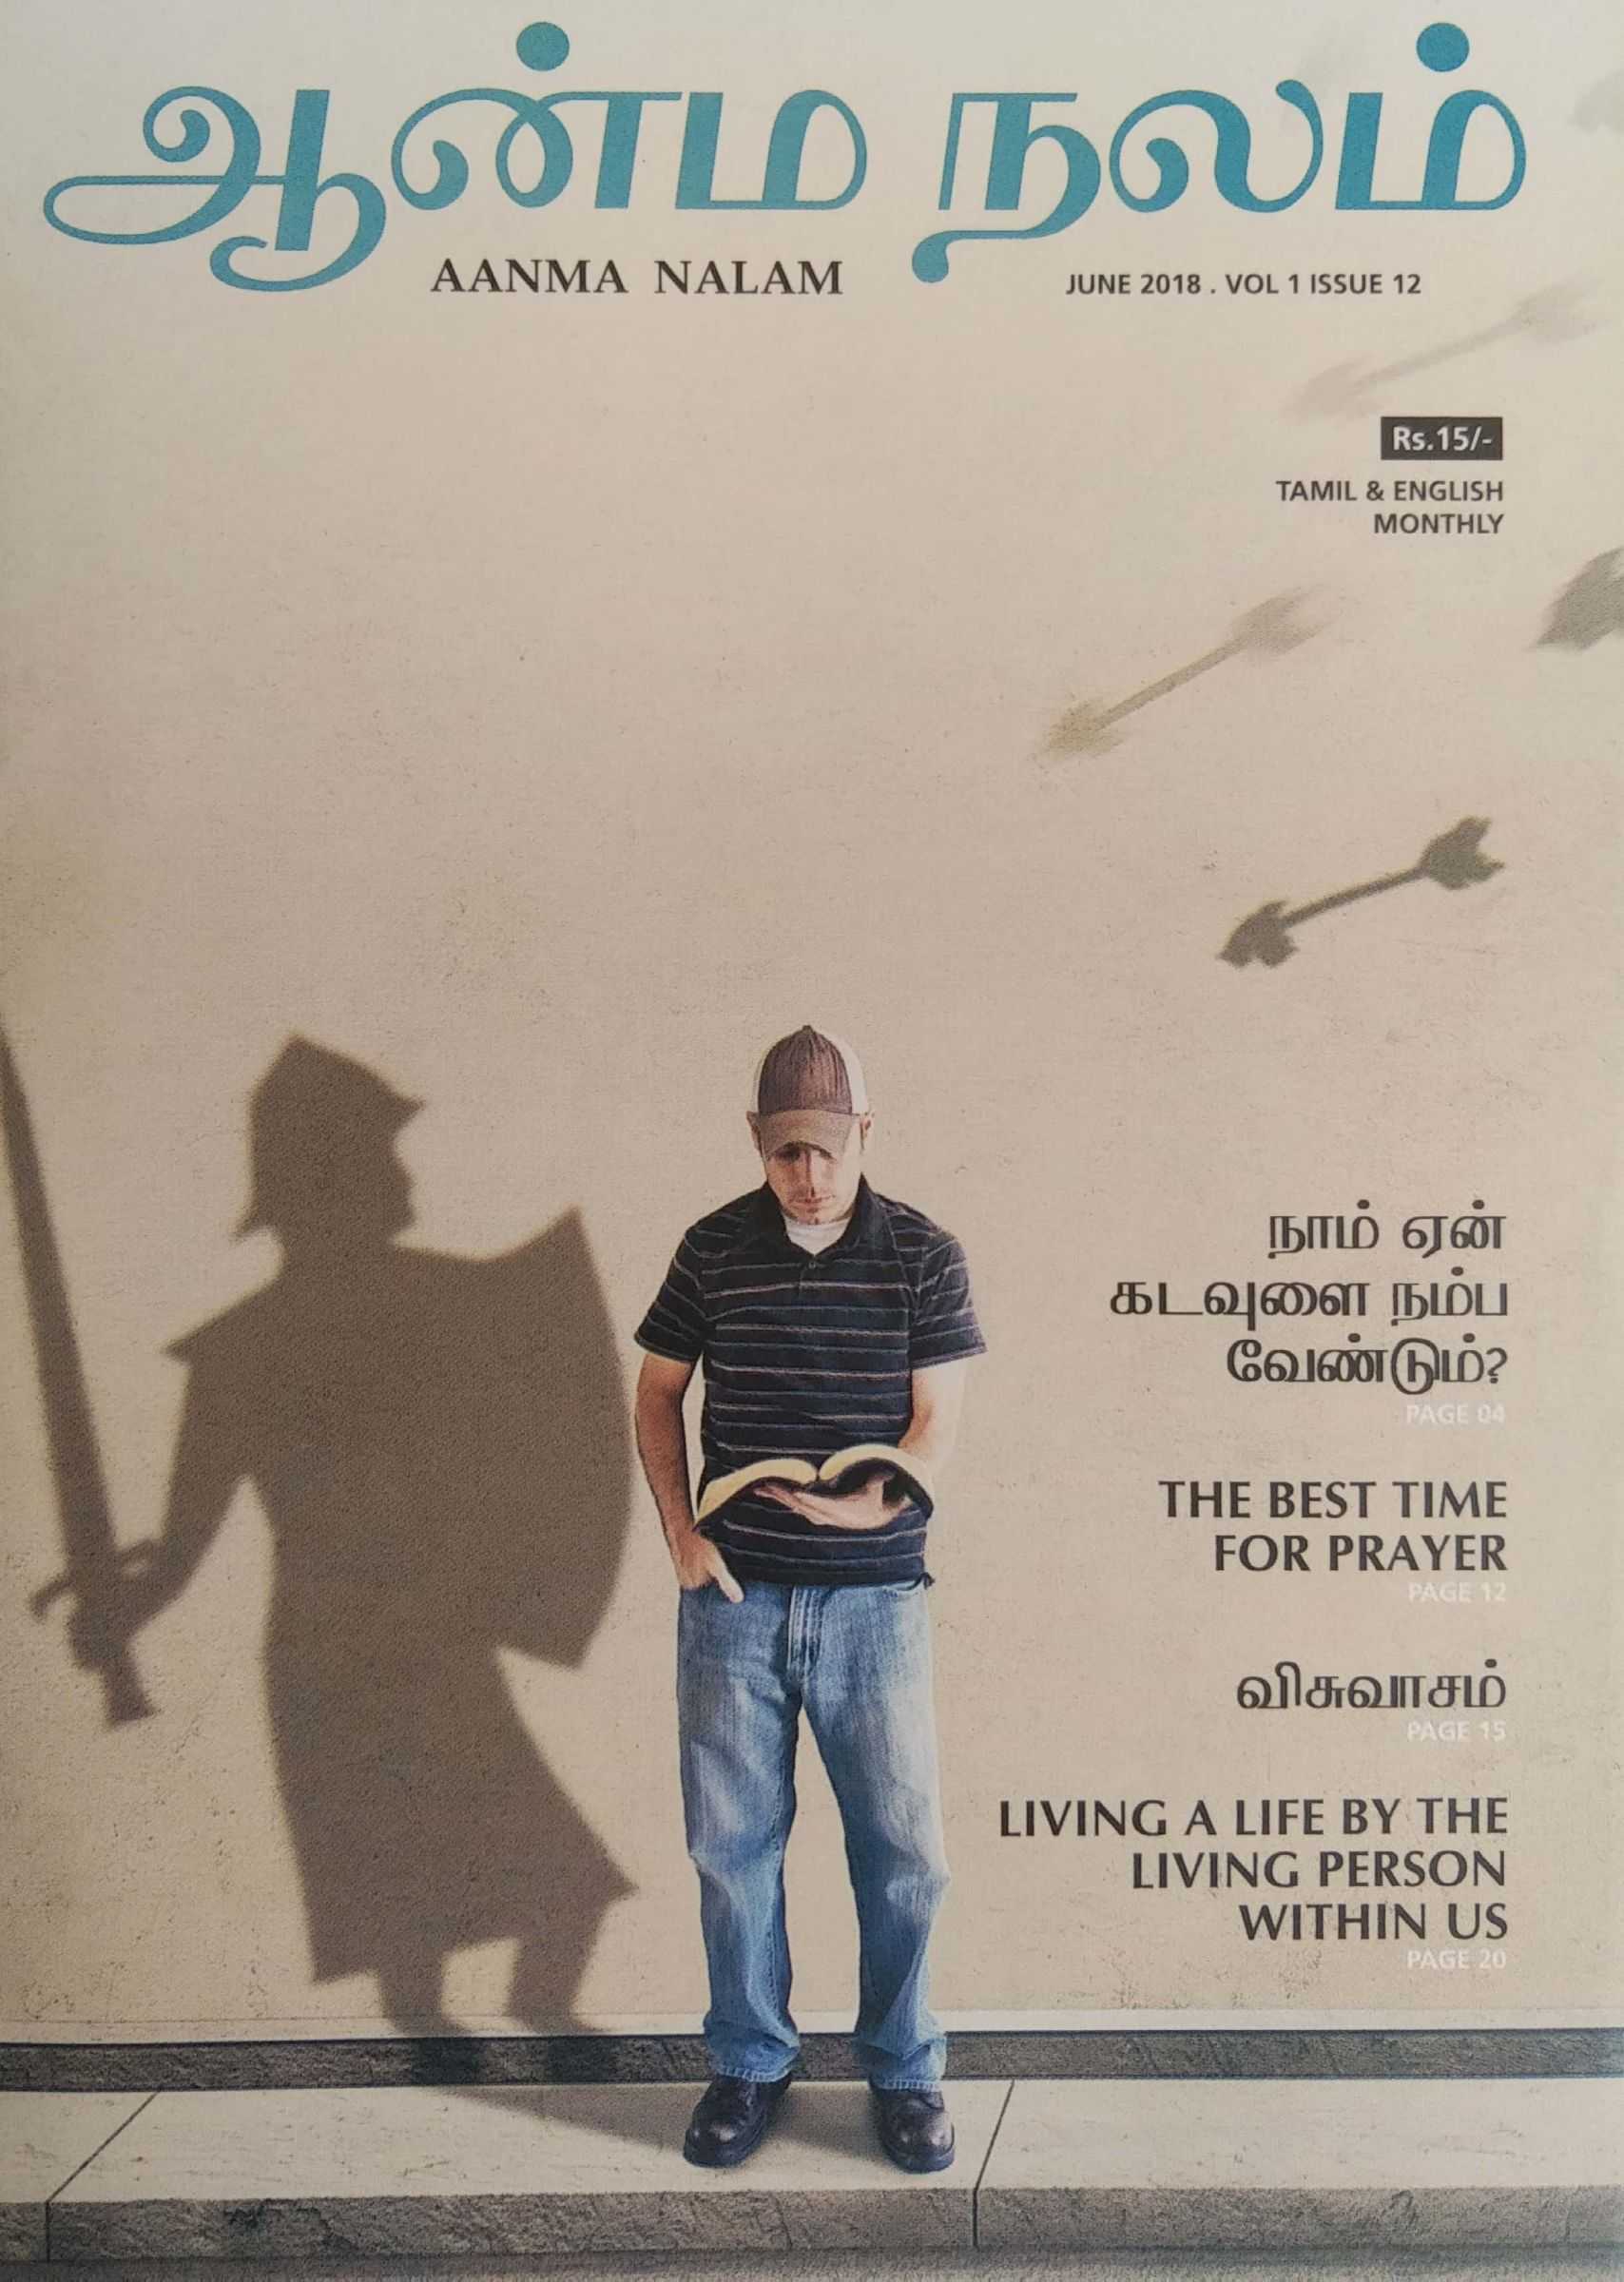 ஆன்ம நலம்
AANMA NALAM
JUNE 2018 . VOL 1 ISSUE 12
Rs.15/-
TAMIL & ENGLISH
MONTHLY
நாம் ஏன்
கடவுளை நம்ப
வேண்டும்?
PAGE 04
THE BEST TIME
FOR PRAYER
PAGE 12
விசுவாசம்
PAGE 15
LIVING A LIFE BY THE
LIVING PERSON
WITHIN US
PAGE 20